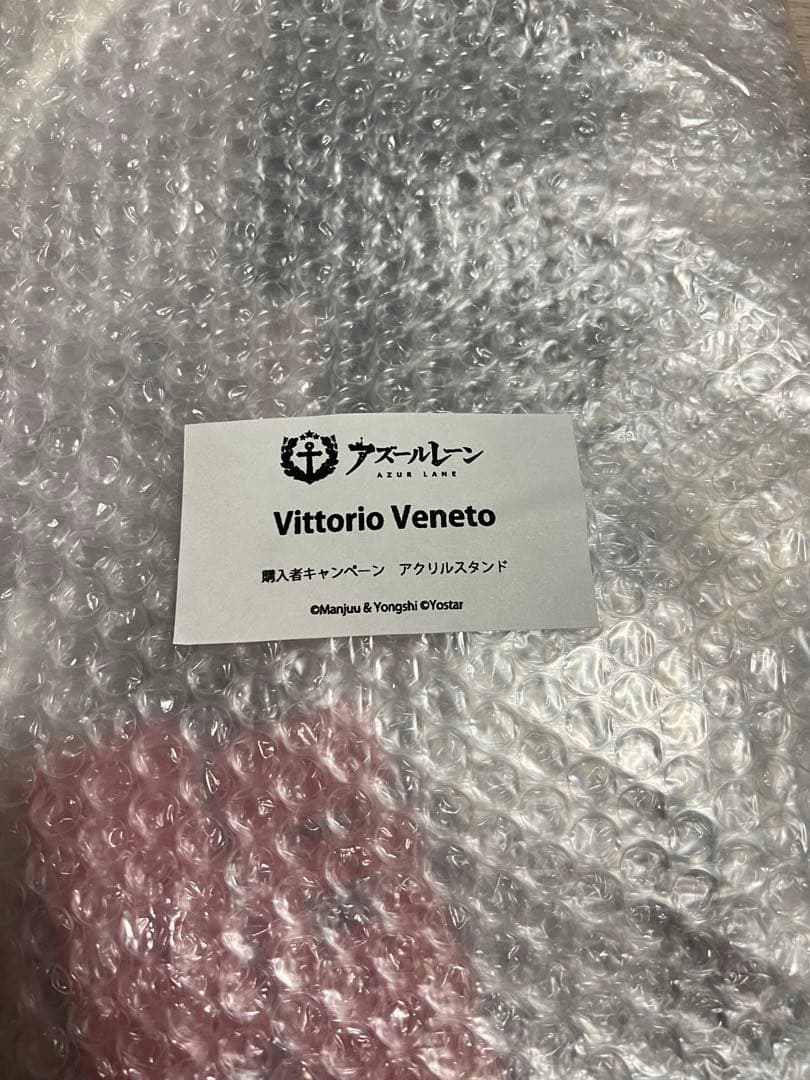 アズールレーン
AZUR LANE
Vittorio Veneto
購入者キャンペーン　アクリルスタンド
©Manjuu & Yongshi ©Yostar